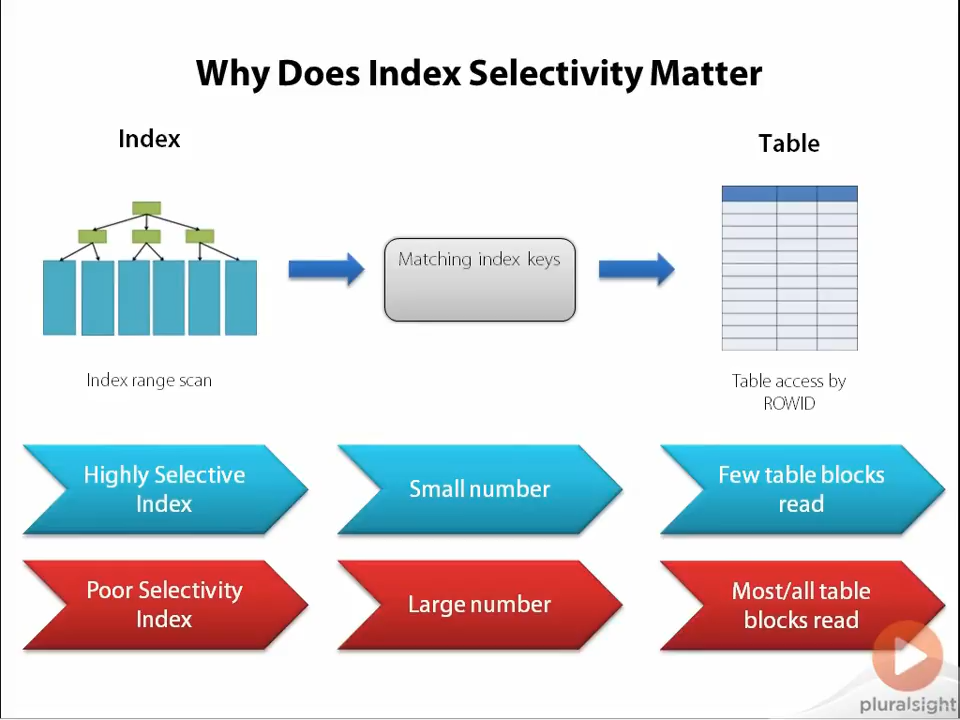 Why Does Index Selectivity Matter
Index
Table
Matching index keys
Index range scan
Table access by
ROWID
Highly Selective
Index
Small number
Few table blocks
read
Poor Selectivity
Index
Large number
Most/all table
blocks read
pluralsight